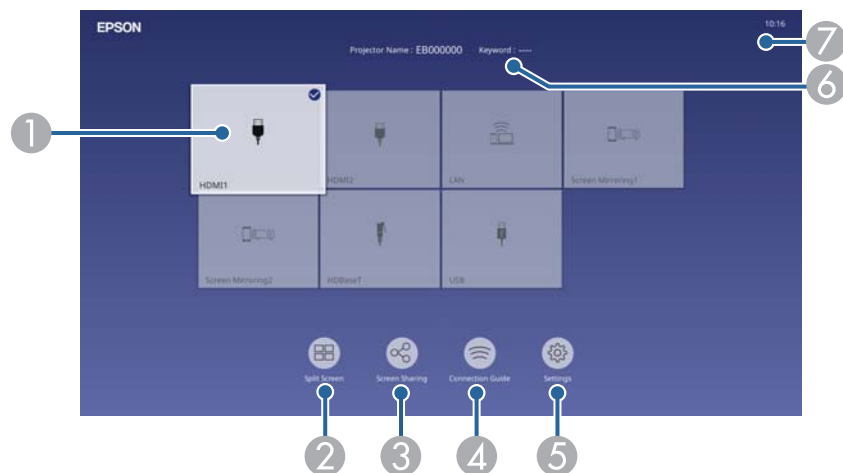 EPSON
10:16
7
Projector Name : EB000000 Keyword : ----
6
1
HDMI1
HDMI2
LAN
Screen Mirroring1
Screen Mirroring2
HDBaseT
USB
Split Screen
Screen Sharing
Connection Guide
Settings
2
3
4
5